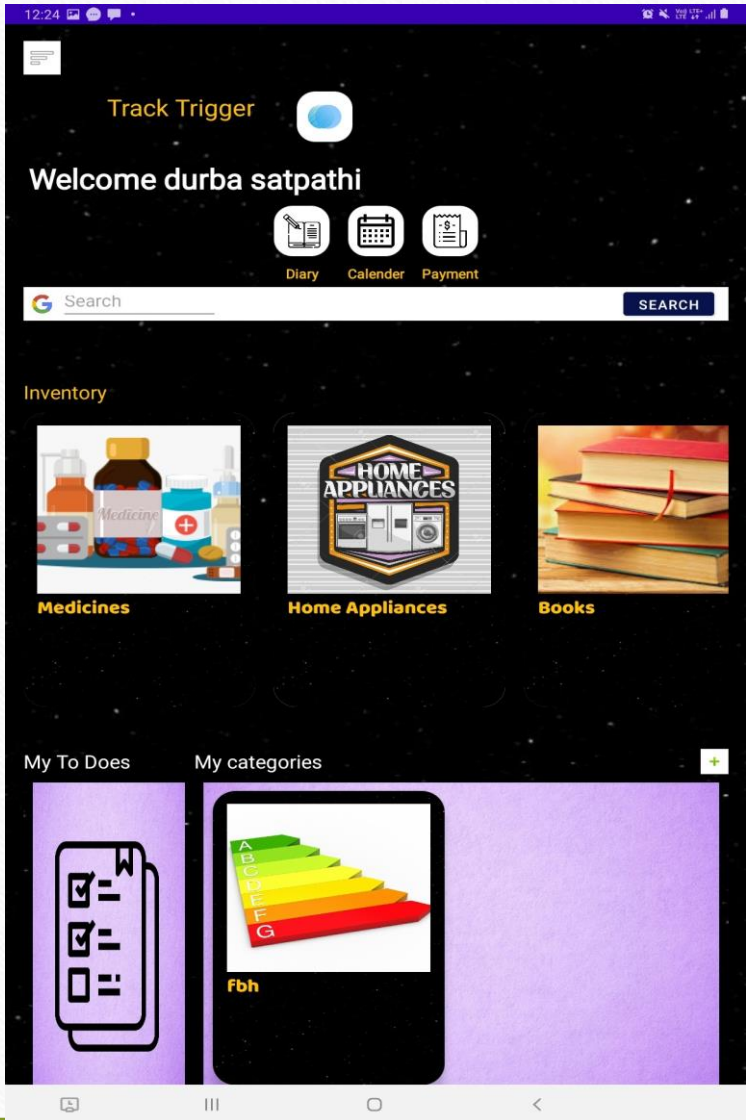 12:24
Track Trigger
Welcome durba satpathi
Diary Calender Payment
G Search SEARCH
Inventory
Medicine
HOME
APPLIANCES
Medicines Home Appliances Books
My To Does My categories +
A
B
C
D
E
F
G
fbh